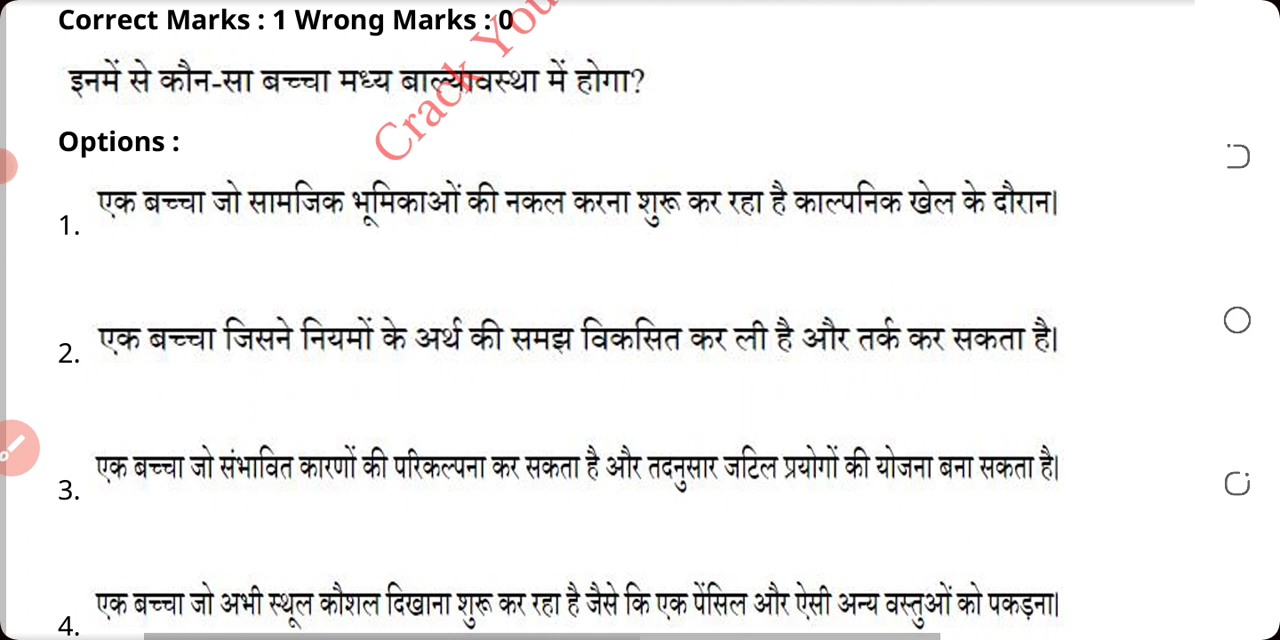 Correct Marks : 1 Wrong Marks : 0
Crack You
इनमें से कौन-सा बच्चा मध्य बाल्यावस्था में होगा?
Options :
1. एक बच्चा जो सामजिक भूमिकाओं की नकल करना शुरू कर रहा है काल्पनिक खेल के दौरान।
2. एक बच्चा जिसने नियमों के अर्थ की समझ विकसित कर ली है और तर्क कर सकता है।
3. एक बच्चा जो संभावित कारणों की परिकल्पना कर सकता है और तदनुसार जटिल प्रयोगों की योजना बना सकता है।
4. एक बच्चा जो अभी स्थूल कौशल दिखाना शुरू कर रहा है जैसे कि एक पेंसिल और ऐसी अन्य वस्तुओं को पकड़ना।